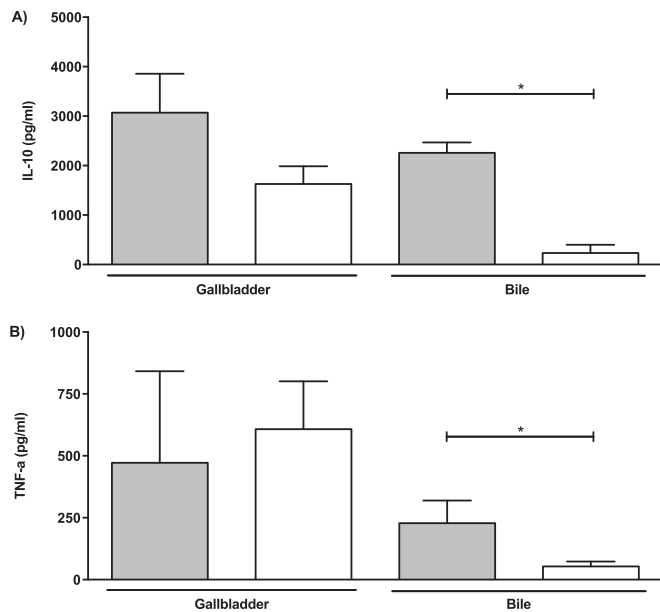 A)
IL-10 (pg/ml)
5000
4000
3000
2000
1000
0
*
Gallbladder
Bile
B)
TNF-a (pg/ml)
1000
750
500
250
0
*
Gallbladder
Bile